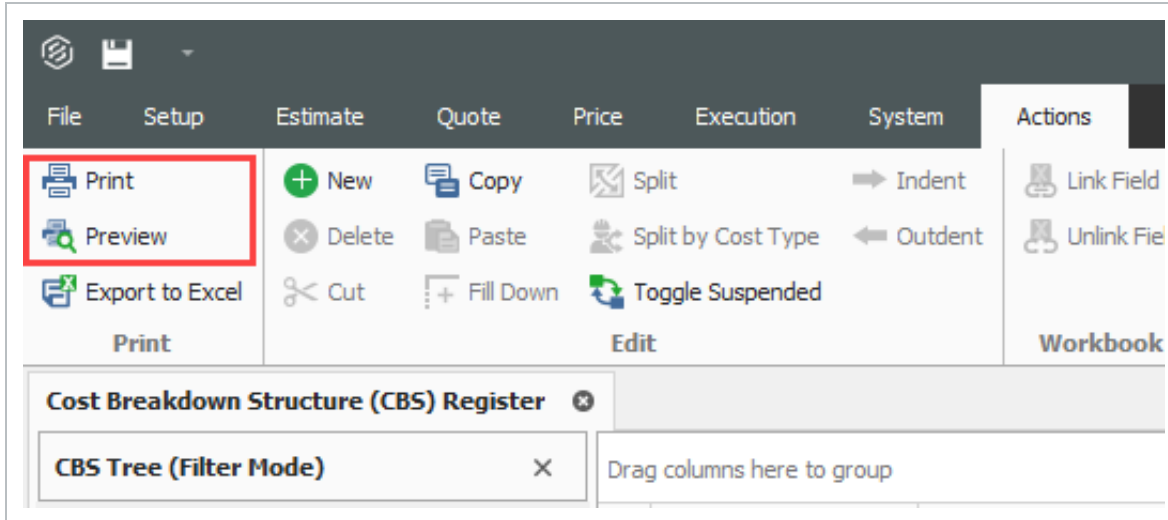 File Setup Estimate Quote Price Execution System Actions
Print New Copy Split Indent Link Field
Preview Delete Paste Split by Cost Type Outdent Unlink Fiel
Export to Excel Cut Fill Down Toggle Suspended
Print Edit Workbook
Cost Breakdown Structure (CBS) Register
CBS Tree (Filter Mode) Drag columns here to group